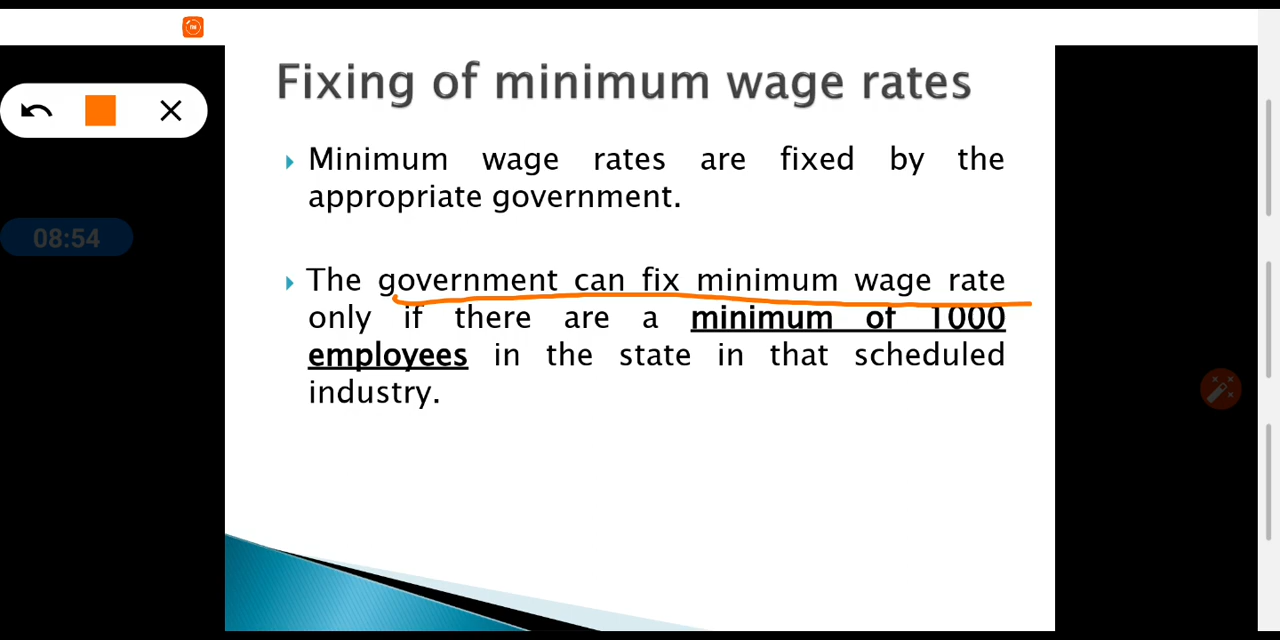 Fixing of minimum wage rates
Minimum wage rates are fixed by the
appropriate government.
08:54
The government can fix minimum wage rate
only if there are a minimum of 1000
employees in the state in that scheduled
industry.